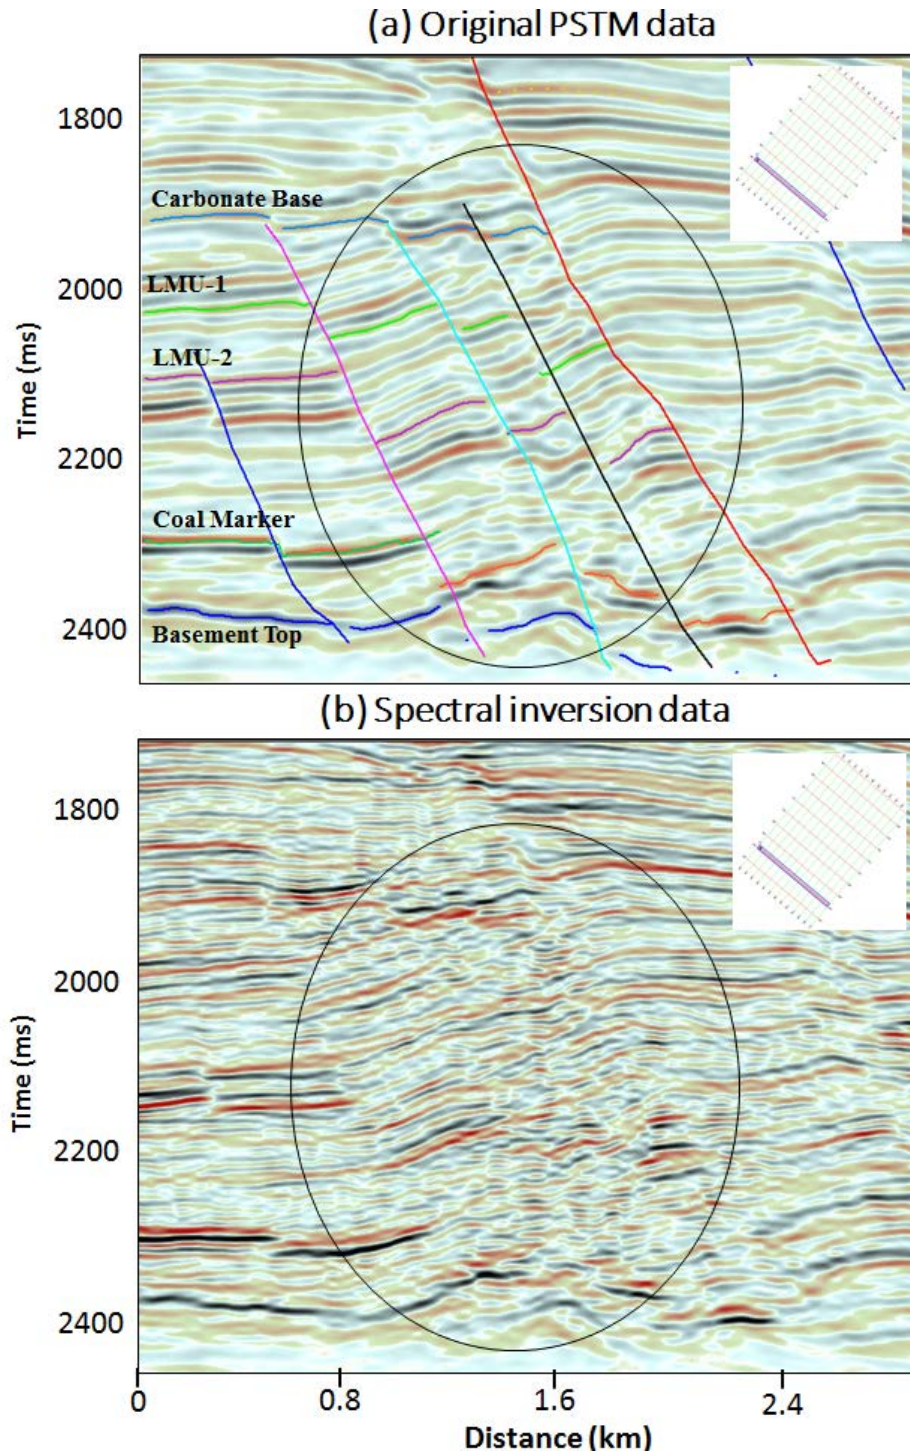 (a) Original PSTM data
1800
Carbonate Base
LMU-1
2000
LMU-2
Time (ms)
2200
Coal Marker
2400
Basement Top
(b) Spectral inversion data
1800
2000
Time (ms)
2200
2400
0 0.8 1.6 2.4
Distance (km)